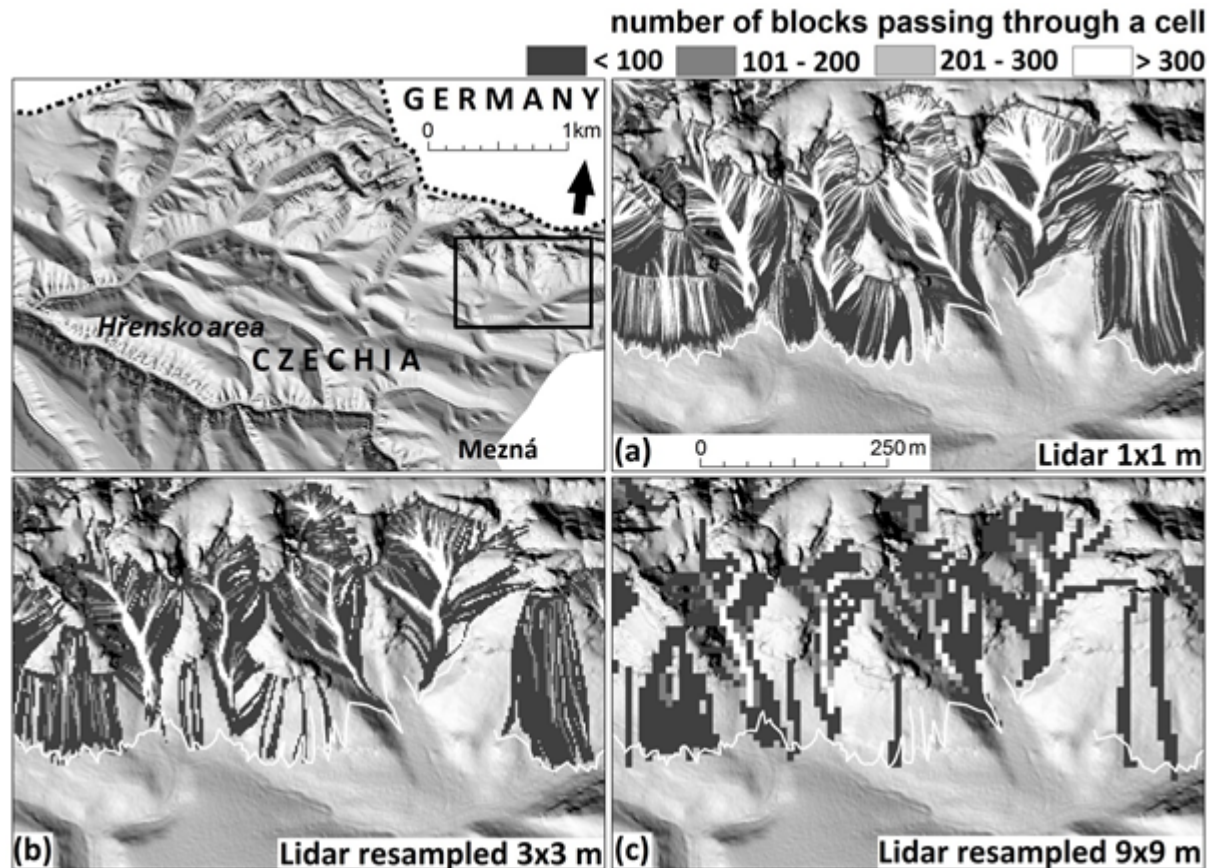 number of blocks passing through a cell
< 100 101 - 200 201 - 300 > 300
GERMANY
0 1km
Hřensko area
CZECHIA
Mezná
0 250 m
(a) Lidar 1x1 m
(b) Lidar resampled 3x3 m
(c) Lidar resampled 9x9 m